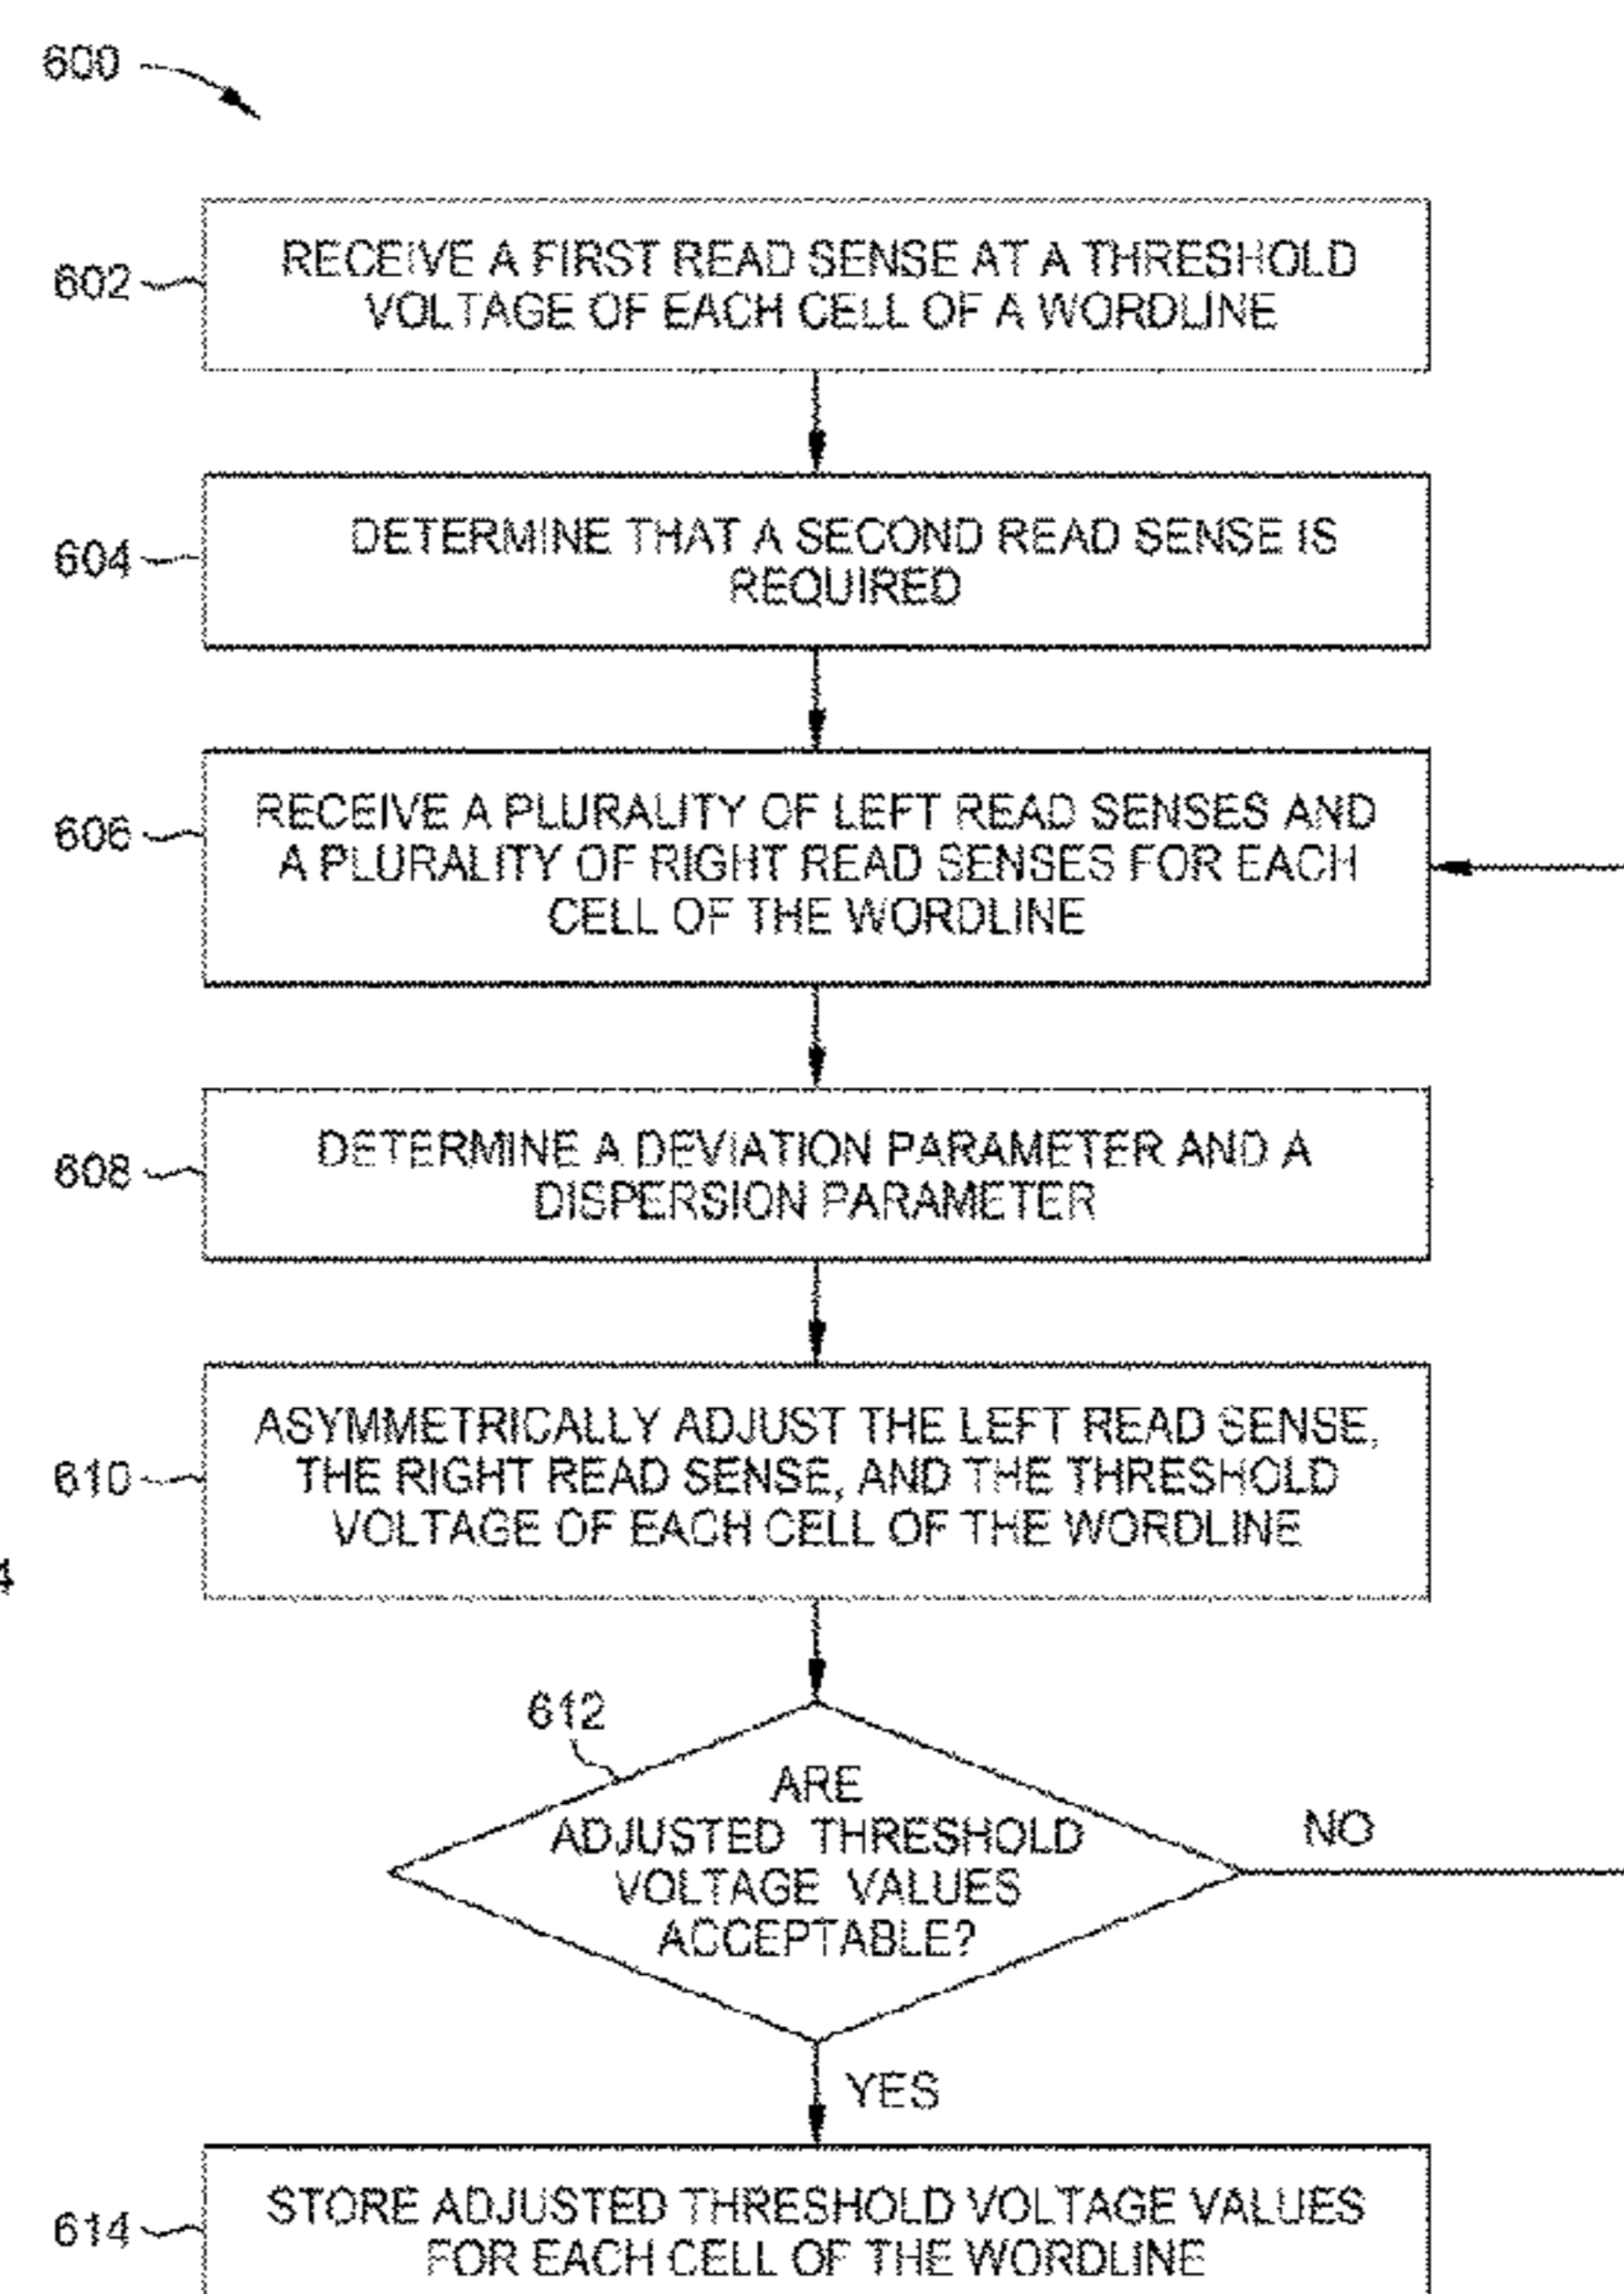 600
602
RECEIVE A FIRST READ SENSE AT A THRESHOLD
VOLTAGE OF EACH CELL OF A WORDLINE
604
DETERMINE THAT A SECOND READ SENSE IS
REQUIRED
606
RECEIVE A PLURALITY OF LEFT READ SENSES AND
A PLURALITY OF RIGHT READ SENSES FOR EACH
CELL OF THE WORDLINE
608
DETERMINE A DEVIATION PARAMETER AND A
DISPERSION PARAMETER
610
ASYMMETRICALLY ADJUST THE LEFT READ SENSE,
THE RIGHT READ SENSE, AND THE THRESHOLD
VOLTAGE OF EACH CELL OF THE WORDLINE
4
612
ARE
ADJUSTED THRESHOLD
VOLTAGE VALUES
ACCEPTABLE?
NO
YES
614
STORE ADJUSTED THRESHOLD VOLTAGE VALUES
FOR EACH CELL OF THE WORDLINE